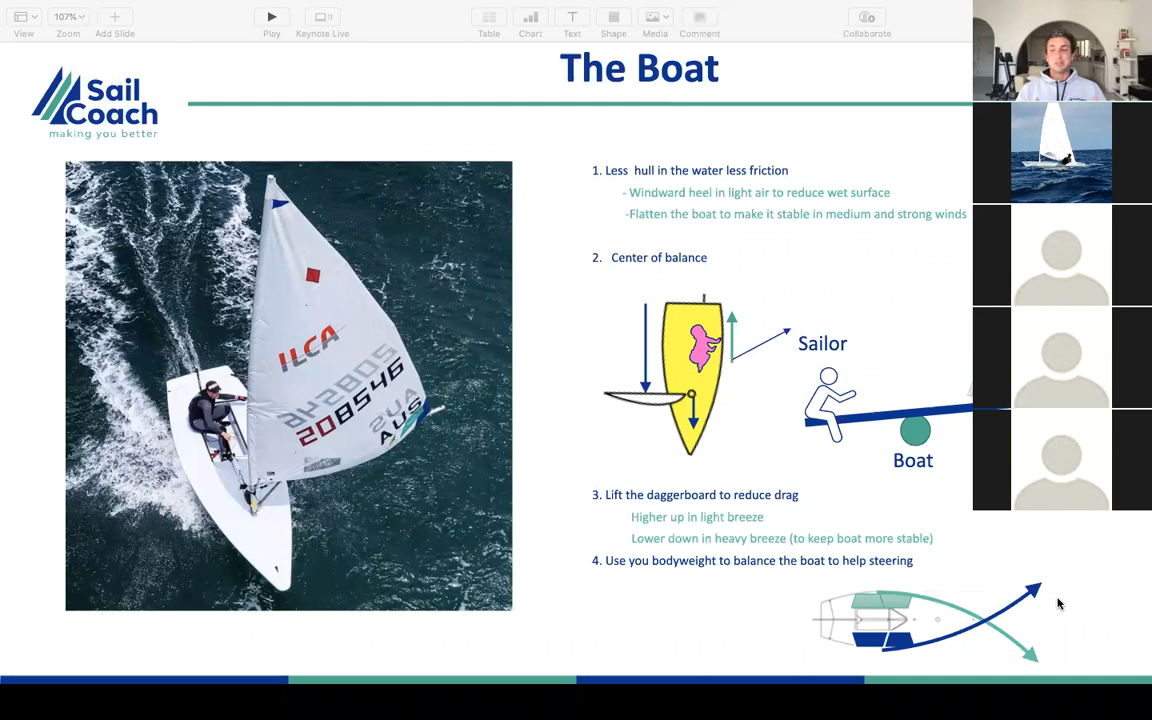 107%
View
Zoom
Add Slide
Play
Keynote Live
Table
Chart
Text
Shape
Media
Comment
Collaborate
The Boat
Sail
Coach
making you better
1. Less hull in the water less friction
- Windward heel in light air to reduce wet surface
-Flatten the boat to make it stable in medium and strong winds
2. Center of balance
ILCA
208546
AUS
Sailor
Boat
3. Lift the daggerboard to reduce drag
Higher up in light breeze
Lower down in heavy breeze (to keep boat more stable)
4. Use you bodyweight to balance the boat to help steering